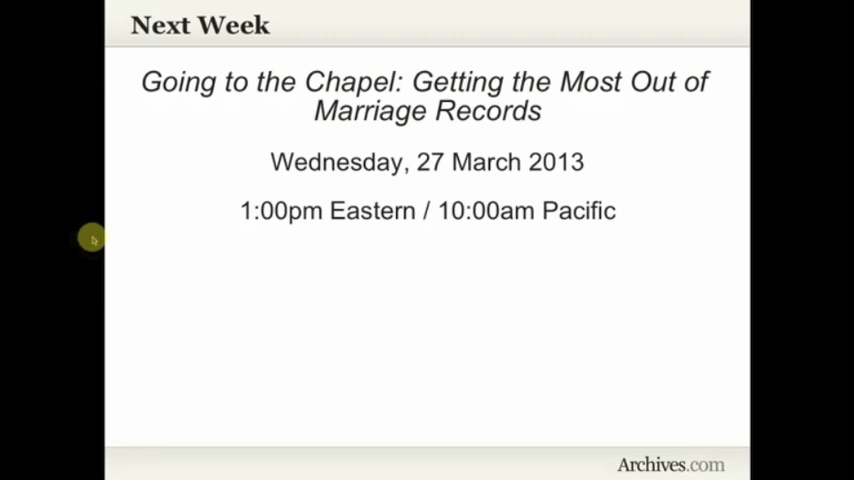 Next Week
Going to the Chapel: Getting the Most Out of
Marriage Records
Wednesday, 27 March 2013
1:00pm Eastern / 10:00am Pacific
Archives.com